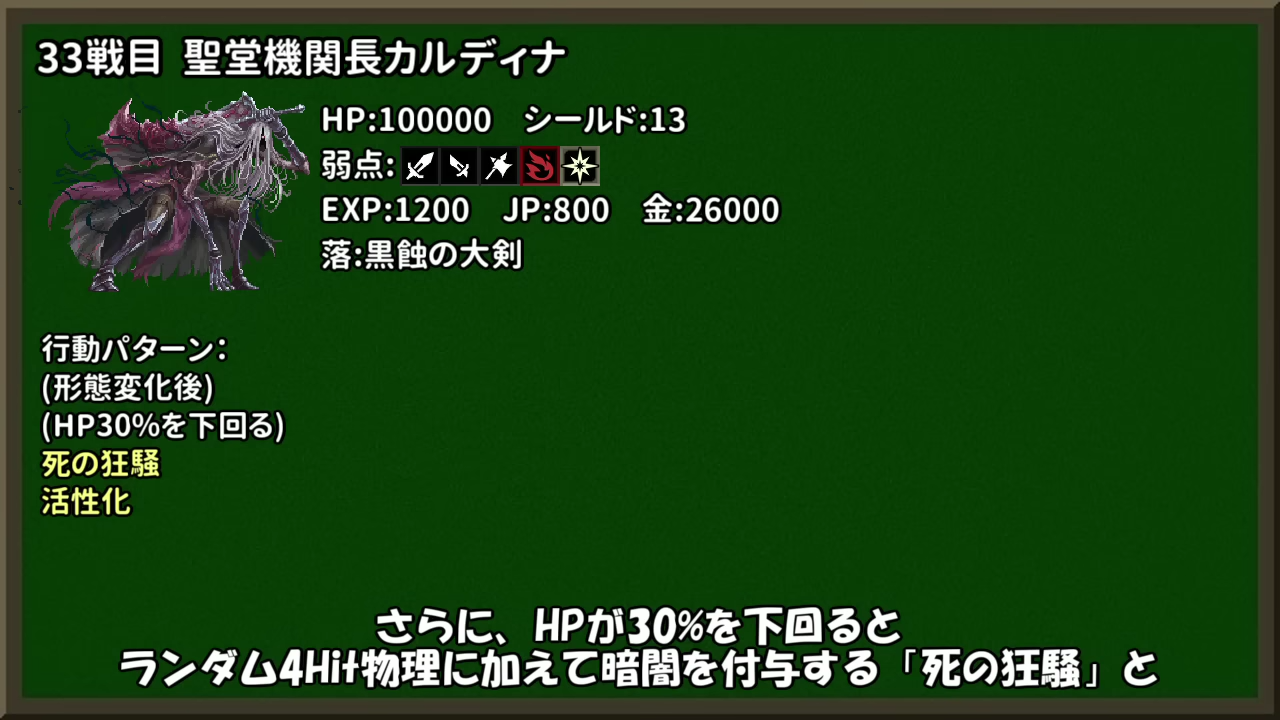 33戦目 聖堂機関長カルディナ
HP:100000 シールド:13
弱点:
EXP:1200 JP:800 金:26000
落:黒蝕の大剣
行動パターン:
(形態変化後)
(HP30%を下回る)
死の狂騒
活性化
さらに、HPが30%を下回ると
ランダム4Hit物理に加えて暗闇を付与する「死の狂騒」と